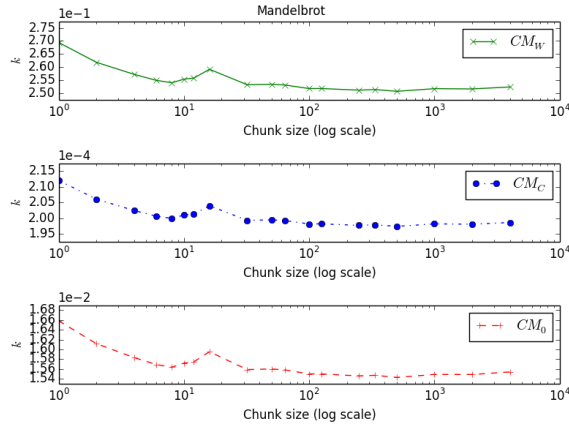 Mandelbrot
1e−1
2.75
2.70
2.65
2.60
2.55
2.50
k
CM_W
10^0 10^1 10^2 10^3 10^4
Chunk size (log scale)
1e−4
2.15
2.10
2.05
2.00
1.95
k
CM_C
10^0 10^1 10^2 10^3 10^4
Chunk size (log scale)
1e−2
1.68
1.66
1.64
1.62
1.60
1.58
1.56
1.54
k
CM_0
10^0 10^1 10^2 10^3 10^4
Chunk size (log scale)